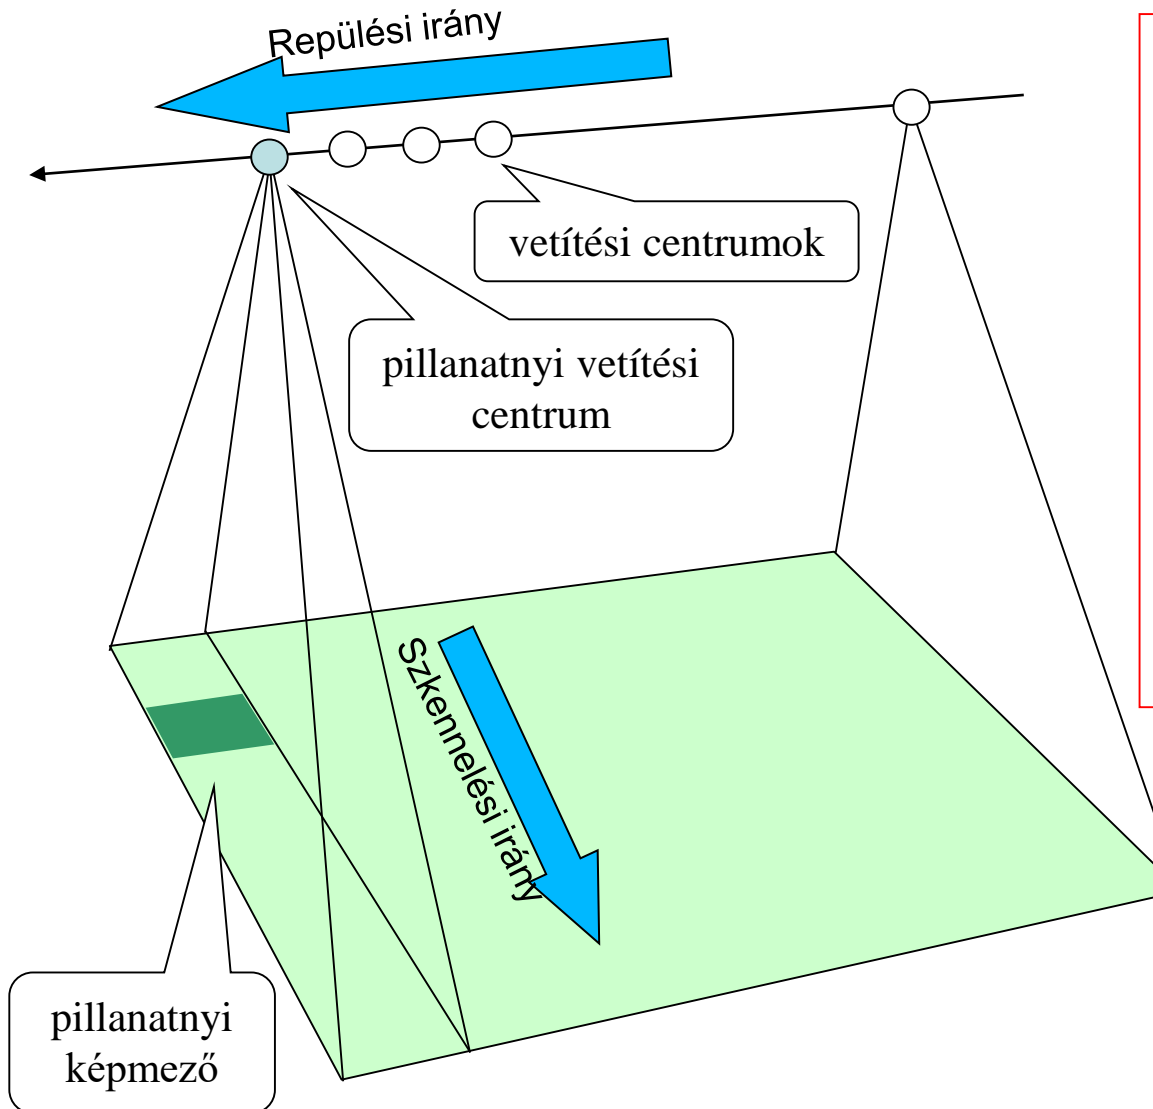 Repülési irány
vetítési centrumok
pillanatnyi vetítési
centrum
Szkennelési irány
pillanatnyi
képmező